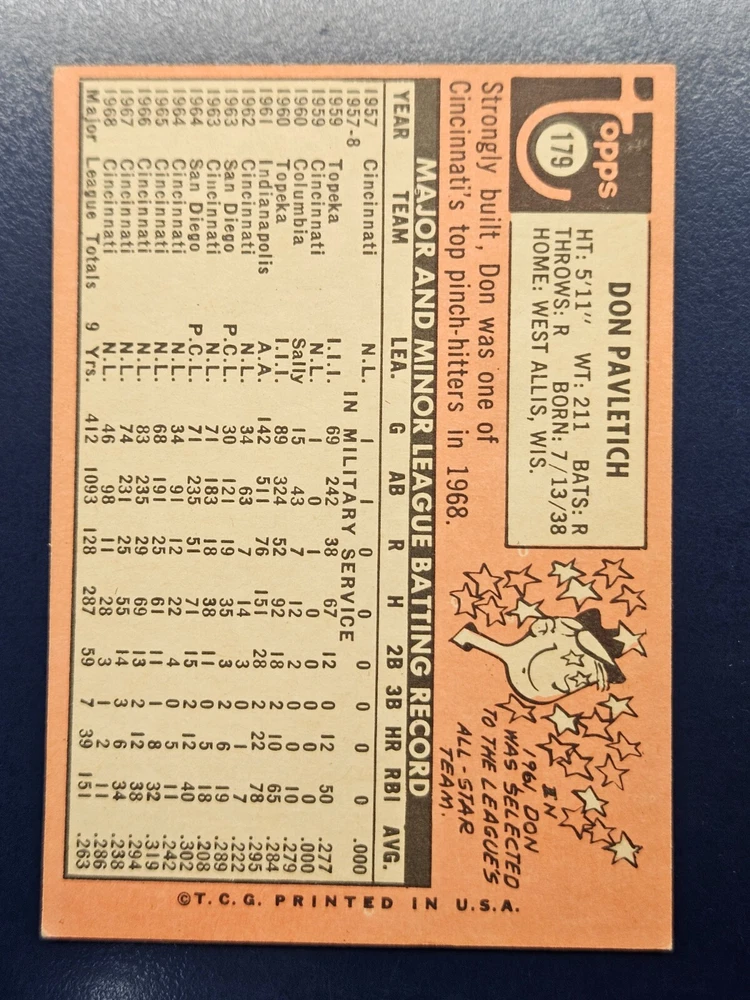 Topps
179
DON PAVLETICH
HT: 5'11" WT: 211 BATS: R
THROWS: R BORN: 7/13/38
HOME: WEST ALLIS, WIS.
Strongly built, Don was one of
Cincinnati's top pinch-hitters in 1968.
IN
1961, DON
WAS SELECTED
TO THE LEAGUE'S
ALL-STAR
TEAM.
MAJOR AND MINOR LEAGUE BATTING RECORD
YEAR TEAM LEA. G AB R H 2B 3B HR RBI AVG.
1957 Cincinnati N.L. 1 1 0 0 0 0 0 0 .000
1957-8 IN MILITARY SERVICE
1959 Topeka I.I.I. 69 242 38 67 12 0 12 50 .277
1959 Cincinnati N.L. 1 0 1 0 0 0 0 0 .000
1960 Columbia Sally 15 43 7 12 2 0 0 10 .279
1960 Topeka I.I.I. 89 324 52 92 18 2 10 65 .284
1961 Indianapolis A.A. 142 511 76 151 28 2 22 78 .295
1962 Cincinnati N.L. 34 63 7 14 3 0 1 7 .222
1963 San Diego P.C.L. 30 121 19 35 3 2 6 19 .289
1963 Cincinnati N.L. 71 183 18 38 11 0 5 18 .208
1964 San Diego P.C.L. 71 235 51 71 15 2 12 40 .302
1964 Cincinnati N.L. 34 91 12 22 4 0 5 11 .242
1965 Cincinnati N.L. 68 191 25 61 11 1 8 32 .319
1966 Cincinnati N.L. 83 235 29 69 13 2 12 38 .294
1967 Cincinnati N.L. 74 231 25 55 14 3 6 34 .238
1968 Cincinnati N.L. 46 98 11 28 3 1 2 11 .286
Major League Totals 9 Yrs. 412 1093 128 287 59 7 39 151 .263
©T.C.G. PRINTED IN U.S.A.